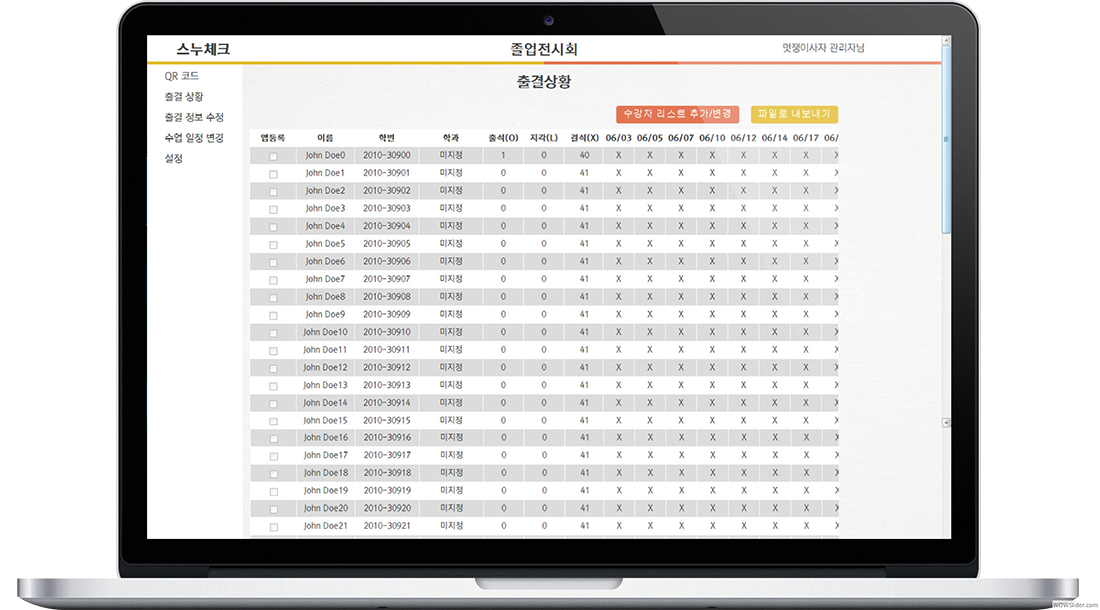 스누체크 졸업전시회 멋쟁이사자 관리자님
QR 코드
출결 상황
출결 정보 수정
수업 일정 변경
설정
출결상황
수강자 리스트 추가/변경 파일로 내보내기
앱등록 이름 학번 학과 출석(O) 지각(L) 결석(X) 06/03 06/05 06/07 06/10 06/12 06/14 06/17 06/
John Doe0 2010-30900 미지정 1 0 40 X X X X X X X X
John Doe1 2010-30901 미지정 0 0 41 X X X X X X X X
John Doe2 2010-30902 미지정 0 0 41 X X X X X X X X
John Doe3 2010-30903 미지정 0 0 41 X X X X X X X X
John Doe4 2010-30904 미지정 0 0 41 X X X X X X X X
John Doe5 2010-30905 미지정 0 0 41 X X X X X X X X
John Doe6 2010-30906 미지정 0 0 41 X X X X X X X X
John Doe7 2010-30907 미지정 0 0 41 X X X X X X X X
John Doe8 2010-30908 미지정 0 0 41 X X X X X X X X
John Doe9 2010-30909 미지정 0 0 41 X X X X X X X X
John Doe10 2010-30910 미지정 0 0 41 X X X X X X X X
John Doe11 2010-30911 미지정 0 0 41 X X X X X X X X
John Doe12 2010-30912 미지정 0 0 41 X X X X X X X X
John Doe13 2010-30913 미지정 0 0 41 X X X X X X X X
John Doe14 2010-30914 미지정 0 0 41 X X X X X X X X
John Doe15 2010-30915 미지정 0 0 41 X X X X X X X X
John Doe16 2010-30916 미지정 0 0 41 X X X X X X X X
John Doe17 2010-30917 미지정 0 0 41 X X X X X X X X
John Doe18 2010-30918 미지정 0 0 41 X X X X X X X X
John Doe19 2010-30919 미지정 0 0 41 X X X X X X X X
John Doe20 2010-30920 미지정 0 0 41 X X X X X X X X
John Doe21 2010-30921 미지정 0 0 41 X X X X X X X X
WOWSlider.com